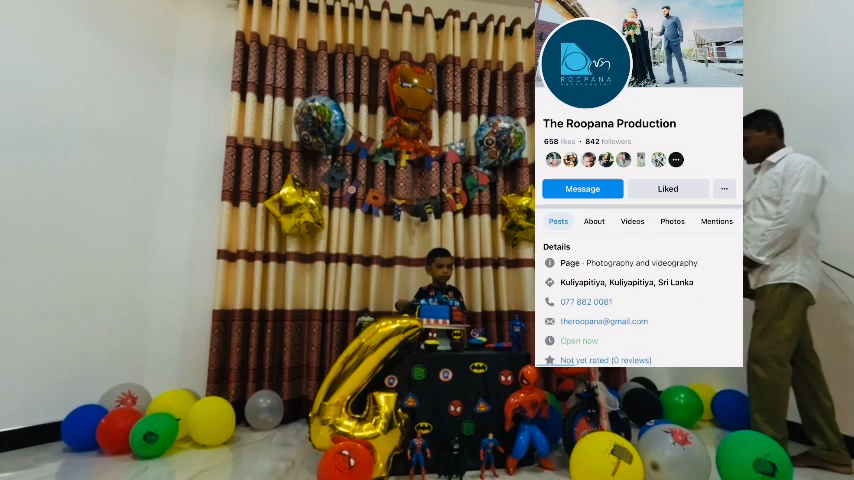 ROOPANA
The Roopana Production
658 likes • 842 followers
Message
Liked
Posts
About
Videos
Photos
Mentions
Details
Page · Photography and videography
Kuliyapitiya, Kuliyapitiya, Sri Lanka
077 882 0081
theroopana@gmail.com
Open now
Not yet rated (0 reviews)